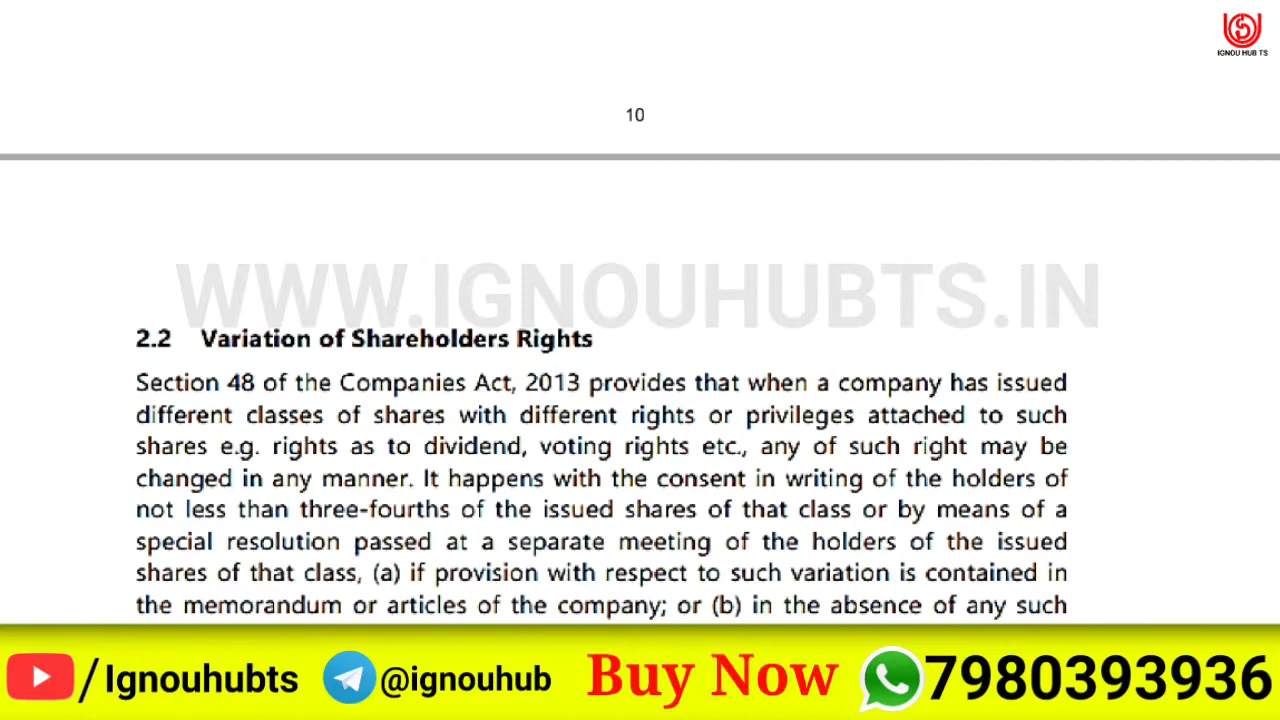 IGNOU HUB TS
10
WWW.IGNOUHUBTS.IN
2.2 Variation of Shareholders Rights
Section 48 of the Companies Act, 2013 provides that when a company has issued
different classes of shares with different rights or privileges attached to such
shares e.g. rights as to dividend, voting rights etc., any of such right may be
changed in any manner. It happens with the consent in writing of the holders of
not less than three-fourths of the issued shares of that class or by means of a
special resolution passed at a separate meeting of the holders of the issued
shares of that class, (a) if provision with respect to such variation is contained in
the memorandum or articles of the company; or (b) in the absence of any such
/Ignouhubts @ignouhub Buy Now 7980393936